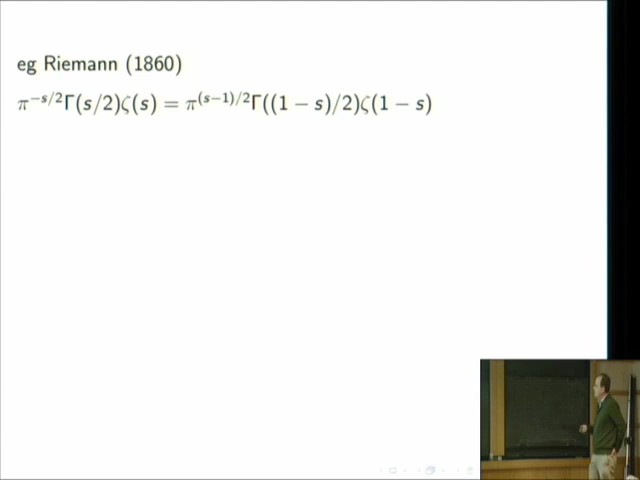 eg Riemann (1860)
π^{−s/2}Γ(s/2)ζ(s) = π^{(s−1)/2}Γ((1 − s)/2)ζ(1 − s)